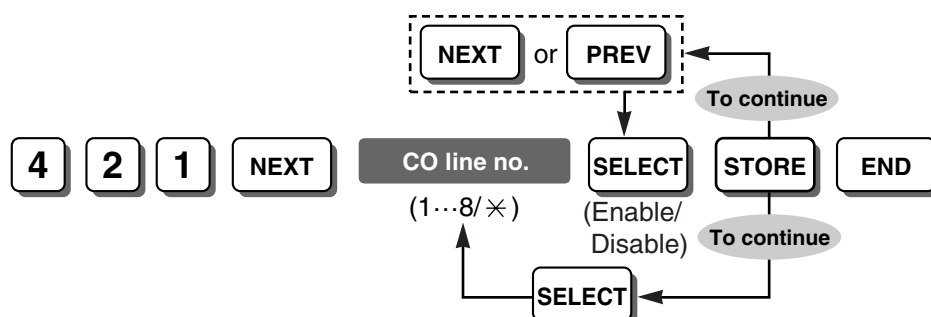 NEXT or PREV
To continue
4 2 1 NEXT CO line no. SELECT STORE END
(1···8/✳)
(Enable/
Disable)
To continue
SELECT